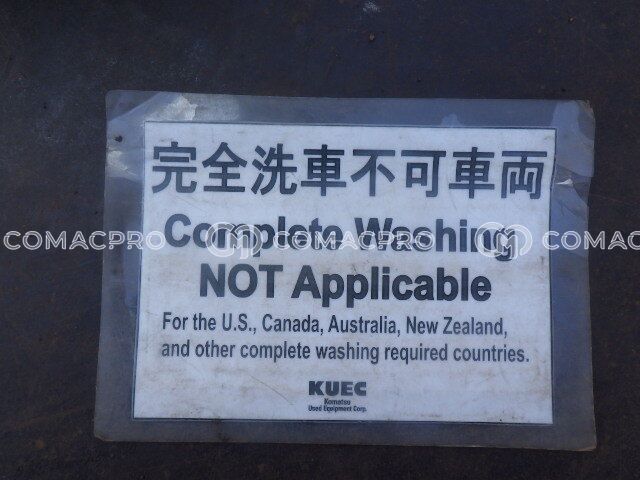 完全洗車不可車両
Complete Washing
COMACPRO COMACPRO COMACPRO
NOT Applicable
For the U.S., Canada, Australia, New Zealand,
and other complete washing required countries.
KUEC
Komatsu
Used Equipment Corp.